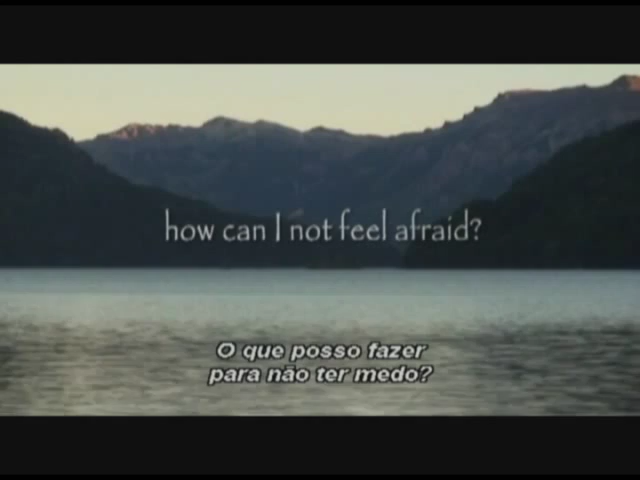 how can I not feel afraid?
O que posso fazer
para não ter medo?